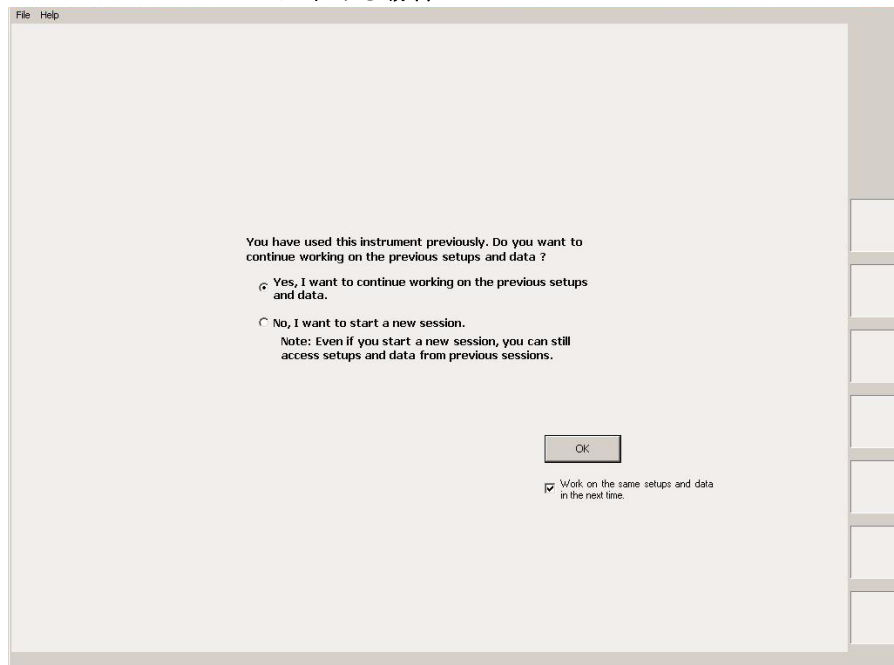 File Help
You have used this instrument previously. Do you want to
continue working on the previous setups and data ?
Yes, I want to continue working on the previous setups
and data.
No, I want to start a new session.
Note: Even if you start a new session, you can still
access setups and data from previous sessions.
OK
Work on the same setups and data
in the next time.